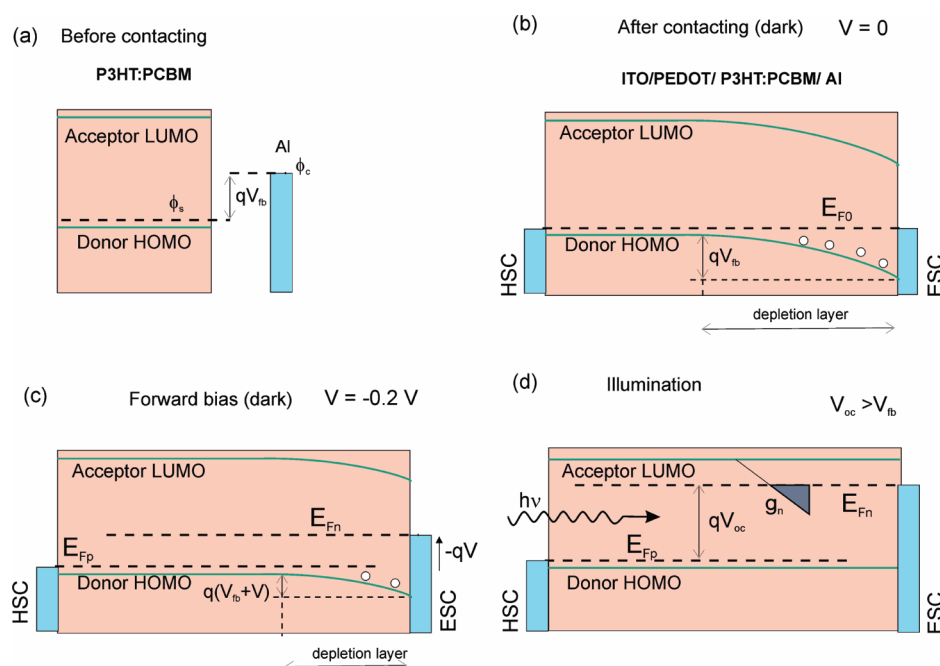 (a) Before contacting
P3HT:PCBM
Acceptor LUMO
Al
ϕc
qVfb
ϕs
Donor HOMO
(b) After contacting (dark) V = 0
ITO/PEDOT/ P3HT:PCBM/ Al
Acceptor LUMO
EF0
Donor HOMO
qVfb
HSC
ESC
depletion layer
(c) Forward bias (dark) V = -0.2 V
Acceptor LUMO
EFn
EFp
-qV
Donor HOMO
q(Vfb+V)
HSC
ESC
depletion layer
(d) Illumination
Voc >Vfb
Acceptor LUMO
hν
gn
EFn
qVoc
EFp
Donor HOMO
HSC
ESC